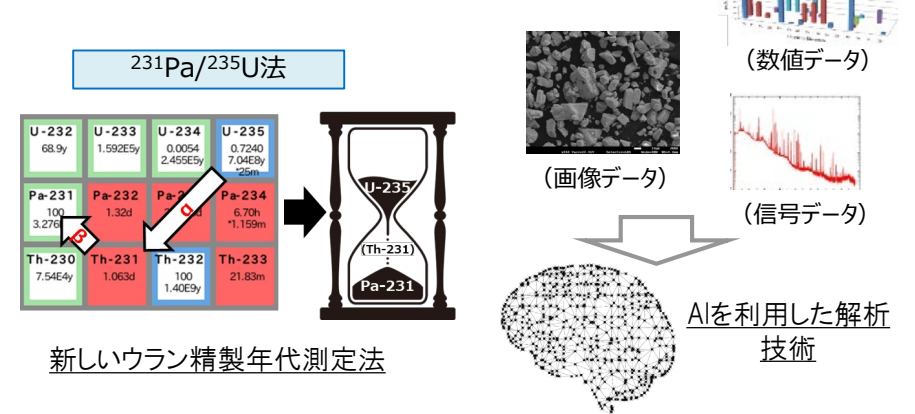 231Pa/235U法
U-232 U-233 U-234 U-235
68.9y 1.592E5y 0.0054 0.7240
2.455E5y 7.04E8y
*25m
Pa-231 Pa-232 Pa-234
100 1.32d 6.70h
*1.159m
α
β
Th-230 Th-231 Th-232 Th-233
7.54E4y 1.063d 100 21.83m
1.40E9y
U-235
(Th-231)
Pa-231
新しいウラン精製年代測定法
(数値データ)
(画像データ)
(信号データ)
AIを利用した解析
技術